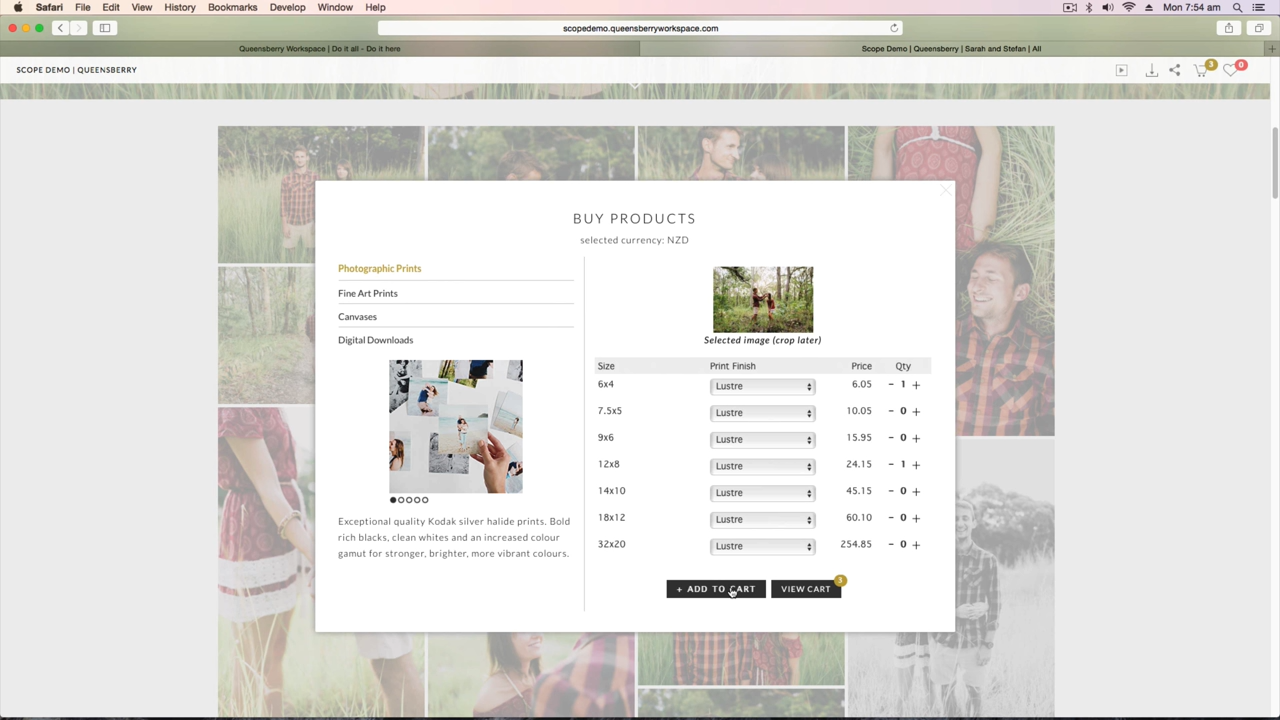 Safari File Edit View History Bookmarks Develop Window Help Mon 7:54 am
scopedemo.queensberryworkspace.com
Queensberry Workspace | Do it all - Do it here Scope Demo | Queensberry | Sarah and Stefan | All
SCOPE DEMO | QUEENSBERRY 3 0
BUY PRODUCTS
selected currency: NZD
Photographic Prints
Fine Art Prints
Canvases
Digital Downloads
Exceptional quality Kodak silver halide prints. Bold
rich blacks, clean whites and an increased colour
gamut for stronger, brighter, more vibrant colours.
Selected image (crop later)
Size Print Finish Price Qty
6x4 Lustre 6.05 - 1 +
7.5x5 Lustre 10.05 - 0 +
9x6 Lustre 15.95 - 0 +
12x8 Lustre 24.15 - 1 +
14x10 Lustre 45.15 - 0 +
18x12 Lustre 60.10 - 0 +
32x20 Lustre 254.85 - 0 +
+ ADD TO CART VIEW CART 3